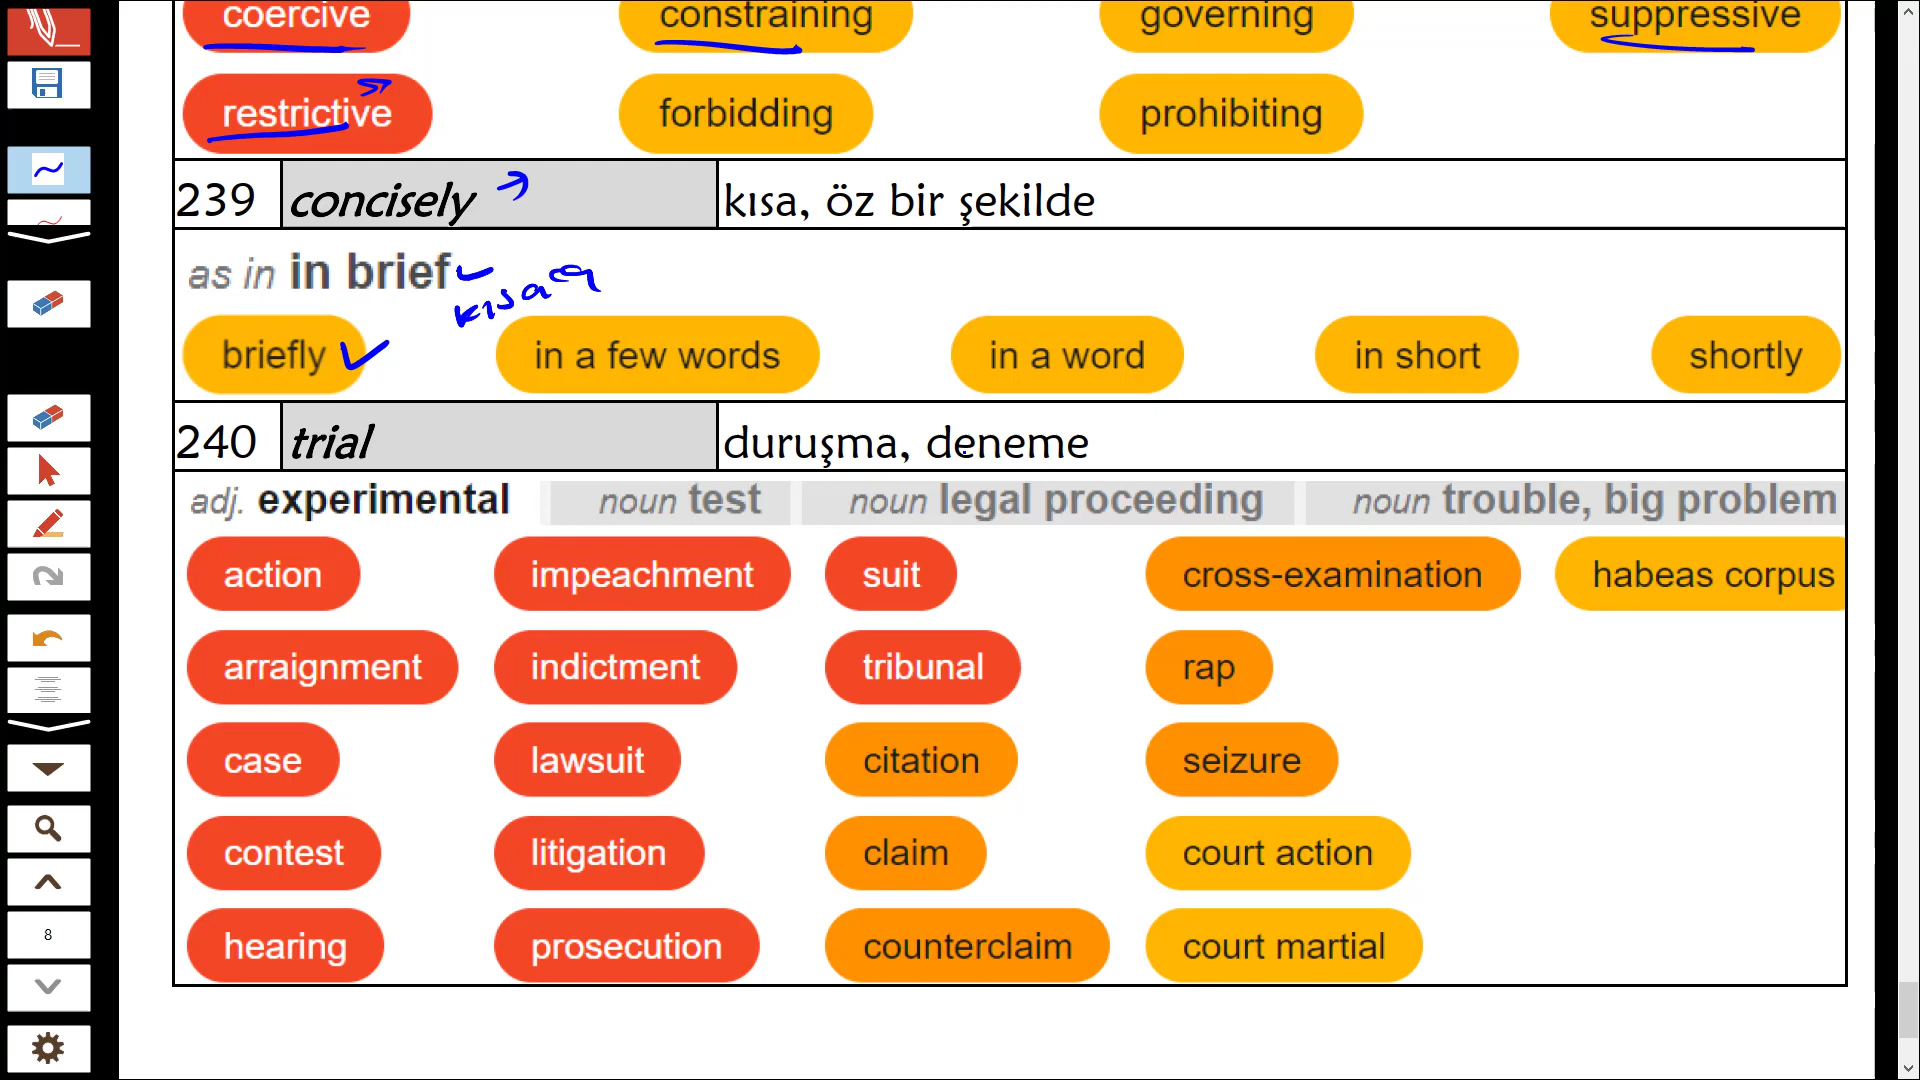 coercive constraining governing suppressive
restrictive forbidding prohibiting
239 concisely kısa, öz bir şekilde
as in in brief
kısaca
briefly in a few words in a word in short shortly
240 trial duruşma, deneme
adj. experimental noun test noun legal proceeding noun trouble, big problem
action impeachment suit cross-examination habeas corpus
arraignment indictment tribunal rap
case lawsuit citation seizure
contest litigation claim court action
hearing prosecution counterclaim court martial
8